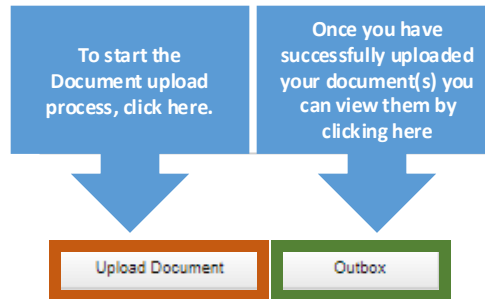 To start the
Document upload
process, click here.
Once you have
successfully uploaded
your document(s) you
can view them by
clicking here
Upload Document
Outbox